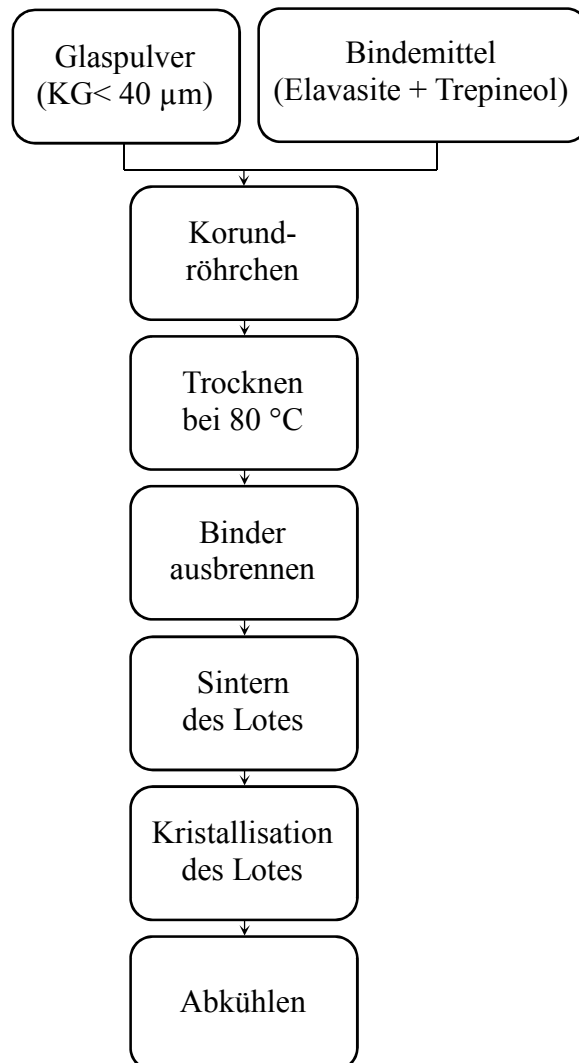 Glaspulver
(KG< 40 µm)
Bindemittel
(Elavasite + Trepineol)
Korund-
röhrchen
Trocknen
bei 80 °C
Binder
ausbrennen
Sintern
des Lotes
Kristallisation
des Lotes
Abkühlen